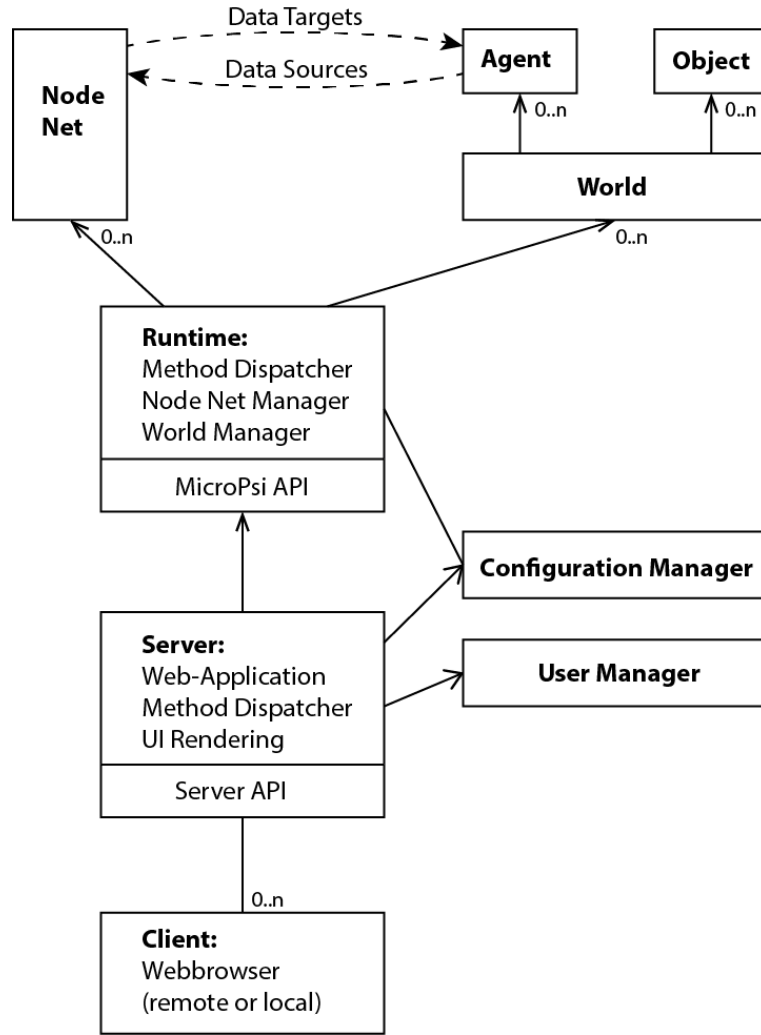 Data Targets
Data Sources
Node
Net
Agent
Object
0..n
0..n
World
0..n
0..n
Runtime:
Method Dispatcher
Node Net Manager
World Manager
MicroPsi API
Configuration Manager
Server:
Web-Application
Method Dispatcher
UI Rendering
User Manager
Server API
0..n
Client:
Webbrowser
(remote or local)